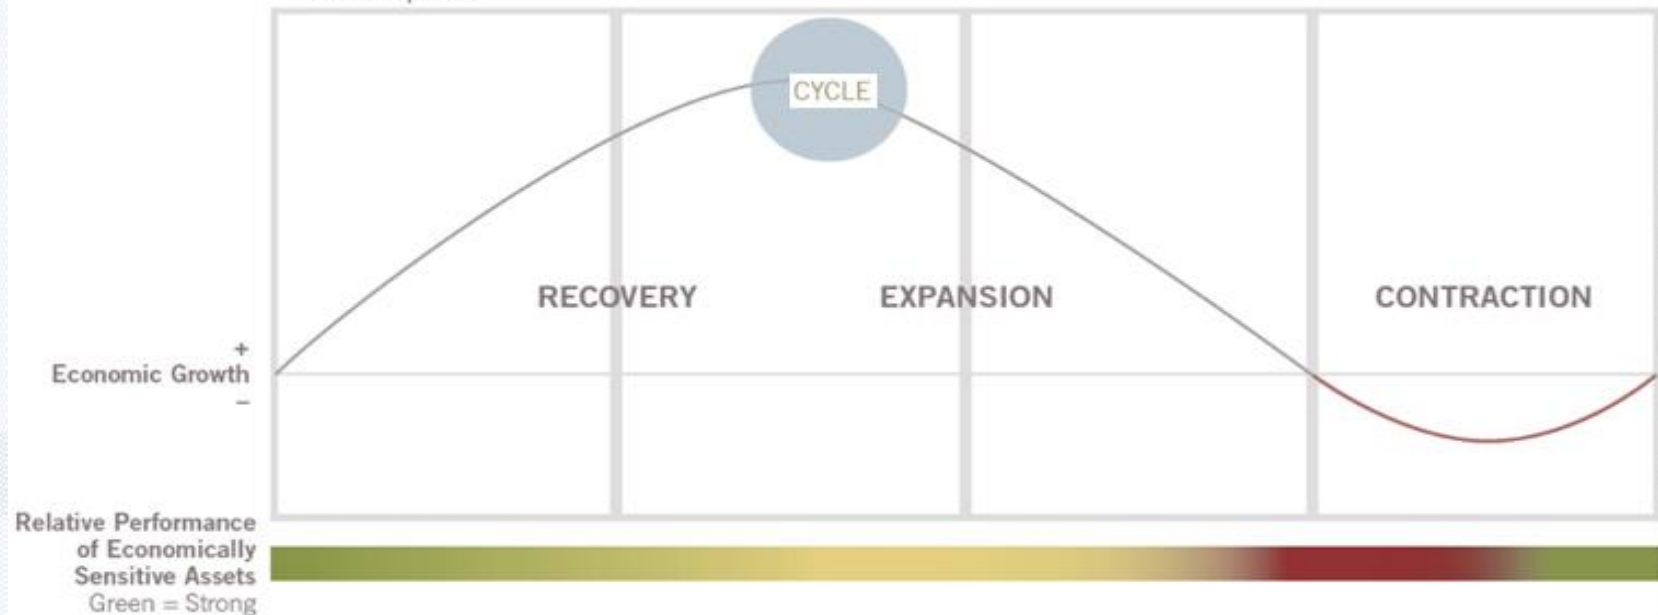 CYCLE
RECOVERY EXPANSION CONTRACTION
+
Economic Growth
–
Relative Performance
of Economically
Sensitive Assets
Green = Strong